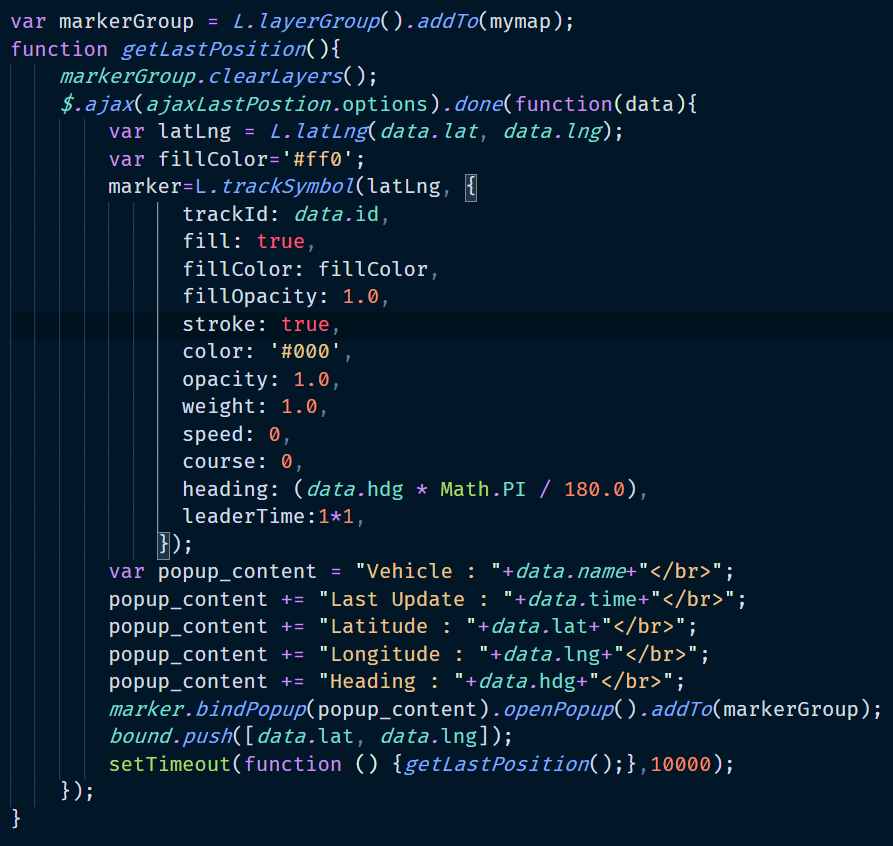 var markerGroup = L.layerGroup().addTo(mymap);
function getLastPosition(){
    markerGroup.clearLayers();
    $.ajax(ajaxLastPostion.options).done(function(data){
        var latLng = L.latLng(data.lat, data.lng);
        var fillColor='#ff0';
        marker=L.trackSymbol(latLng, {
              trackId: data.id,
              fill: true,
              fillColor: fillColor,
              fillOpacity: 1.0,
              stroke: true,
              color: '#000',
              opacity: 1.0,
              weight: 1.0,
              speed: 0,
              course: 0,
              heading: (data.hdg * Math.PI / 180.0),
              leaderTime:1*1,
            });
        var popup_content = "Vehicle : "+data.name+"</br>";
        popup_content += "Last Update : "+data.time+"</br>";
        popup_content += "Latitude : "+data.lat+"</br>";
        popup_content += "Longitude : "+data.lng+"</br>";
        popup_content += "Heading : "+data.hdg+"</br>";
        marker.bindPopup(popup_content).openPopup().addTo(markerGroup);
        bound.push([data.lat, data.lng]);
        setTimeout(function () {getLastPosition();},10000);
    });
}